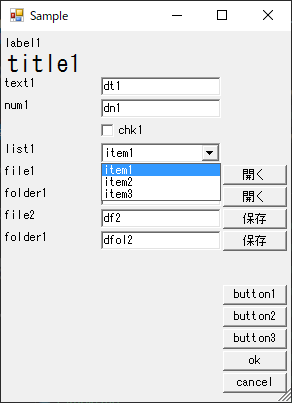 Sample
label1
title1
text1 dt1
num1 dn1
chk1
list1 item1
item1
file1 開く
item2
folder1 開く
item3
file2 df2 保存
folder1 dfol2 保存
button1
button2
button3
ok
cancel